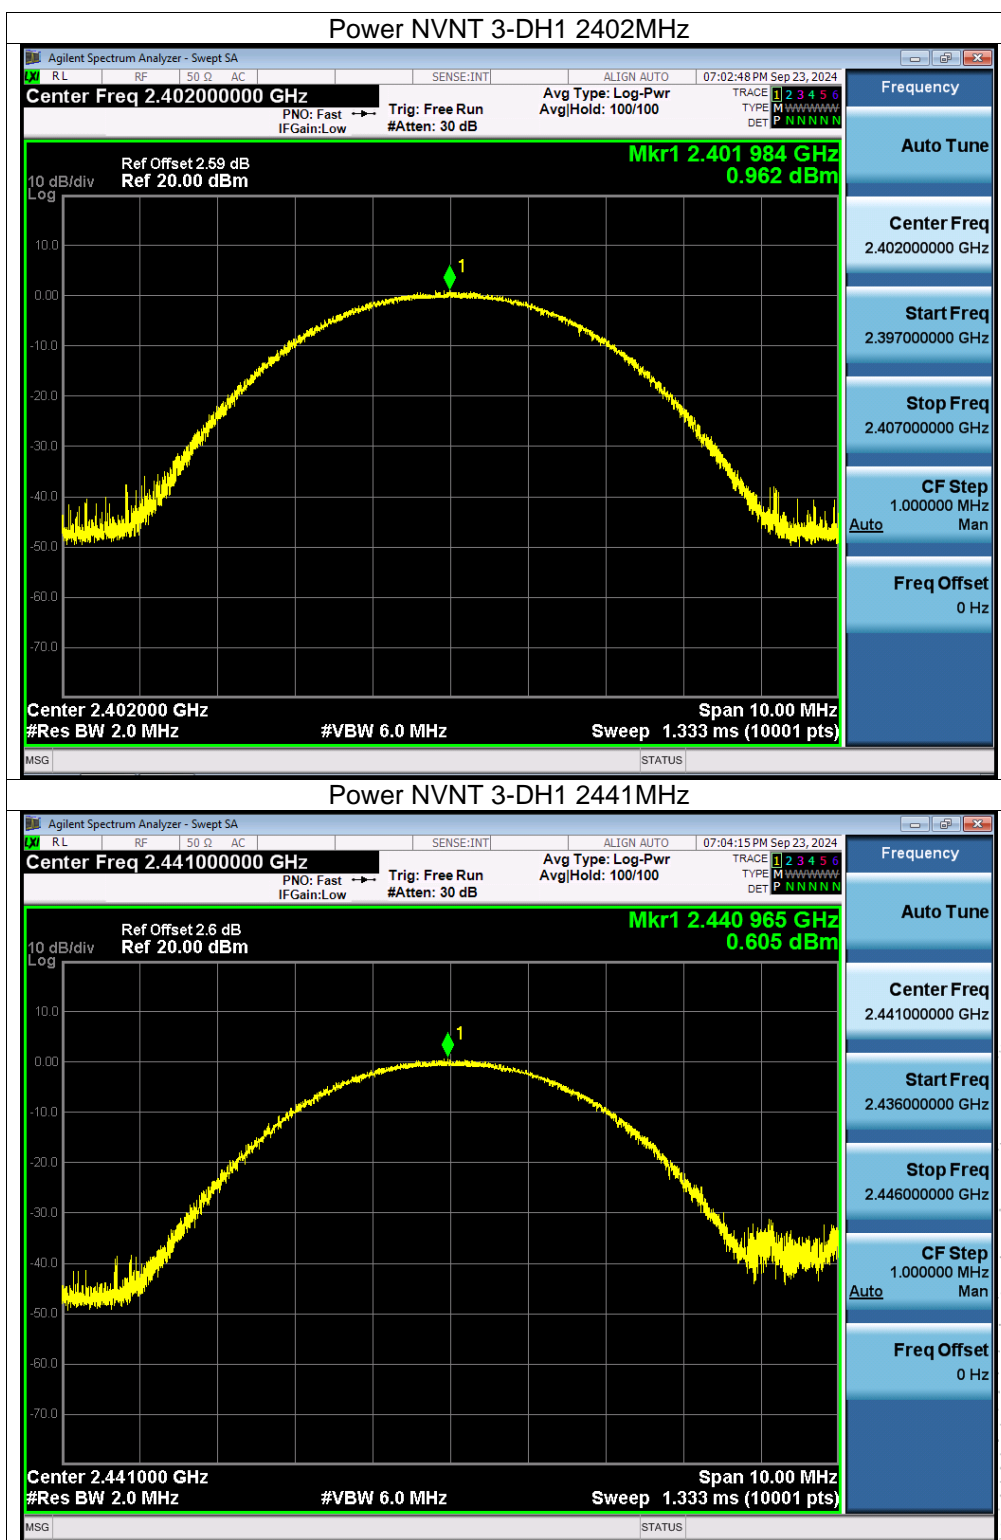 Power NVNT 3-DH1 2402MHz
Agilent Spectrum Analyzer - Swept SA
LXI RL RF 50 Ω AC SENSE:INT ALIGN AUTO 07:02:48 PM Sep 23, 2024
Center Freq 2.402000000 GHz
PNO: Fast
IFGain:Low
Trig: Free Run
#Atten: 30 dB
Avg Type: Log-Pwr
Avg|Hold: 100/100
TRACE 1 2 3 4 5 6
TYPE M WWWWW
DET P N N N N N
Mkr1 2.401 984 GHz
0.962 dBm
Ref Offset 2.59 dB
10 dB/div Ref 20.00 dBm
Log
1
10.0
0.00
-10.0
-20.0
-30.0
-40.0
-50.0
-60.0
-70.0
Center 2.402000 GHz Span 10.00 MHz
#Res BW 2.0 MHz #VBW 6.0 MHz Sweep 1.333 ms (10001 pts)
MSG STATUS
Frequency
Auto Tune
Center Freq
2.402000000 GHz
Start Freq
2.397000000 GHz
Stop Freq
2.407000000 GHz
CF Step
1.000000 MHz
Auto Man
Freq Offset
0 Hz
Power NVNT 3-DH1 2441MHz
Agilent Spectrum Analyzer - Swept SA
LXI RL RF 50 Ω AC SENSE:INT ALIGN AUTO 07:04:15 PM Sep 23, 2024
Center Freq 2.441000000 GHz
PNO: Fast
IFGain:Low
Trig: Free Run
#Atten: 30 dB
Avg Type: Log-Pwr
Avg|Hold: 100/100
TRACE 1 2 3 4 5 6
TYPE M WWWWW
DET P N N N N N
Mkr1 2.440 965 GHz
0.605 dBm
Ref Offset 2.6 dB
10 dB/div Ref 20.00 dBm
Log
1
10.0
0.00
-10.0
-20.0
-30.0
-40.0
-50.0
-60.0
-70.0
Center 2.441000 GHz Span 10.00 MHz
#Res BW 2.0 MHz #VBW 6.0 MHz Sweep 1.333 ms (10001 pts)
MSG STATUS
Frequency
Auto Tune
Center Freq
2.441000000 GHz
Start Freq
2.436000000 GHz
Stop Freq
2.446000000 GHz
CF Step
1.000000 MHz
Auto Man
Freq Offset
0 Hz